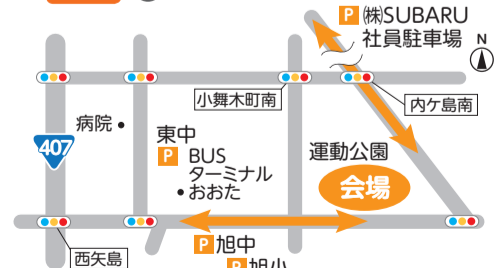 P (株)SUBARU
社員駐車場
N
小舞木町南
内ケ島南
病院
407
東中
P BUS
ターミナル
おおた
運動公園
会場
西矢島
P 旭中
P 旭小